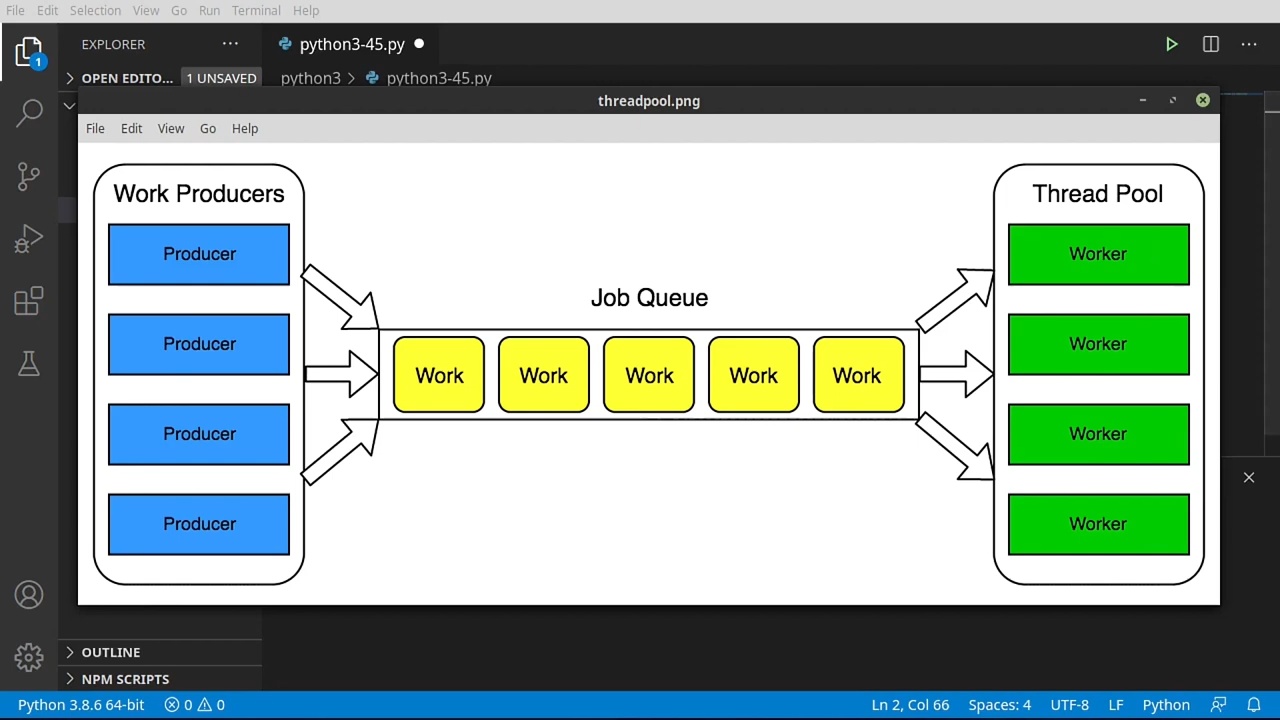 File Edit Selection View Go Run Terminal Help
EXPLORER
python3-45.py
OPEN EDITO... 1 UNSAVED
python3 > python3-45.py
1
threadpool.png
File Edit View Go Help
Work Producers
Producer
Producer
Producer
Producer
Job Queue
Work Work Work Work Work
Thread Pool
Worker
Worker
Worker
Worker
OUTLINE
NPM SCRIPTS
Python 3.8.6 64-bit 0 0 Ln 2, Col 66 Spaces: 4 UTF-8 LF Python